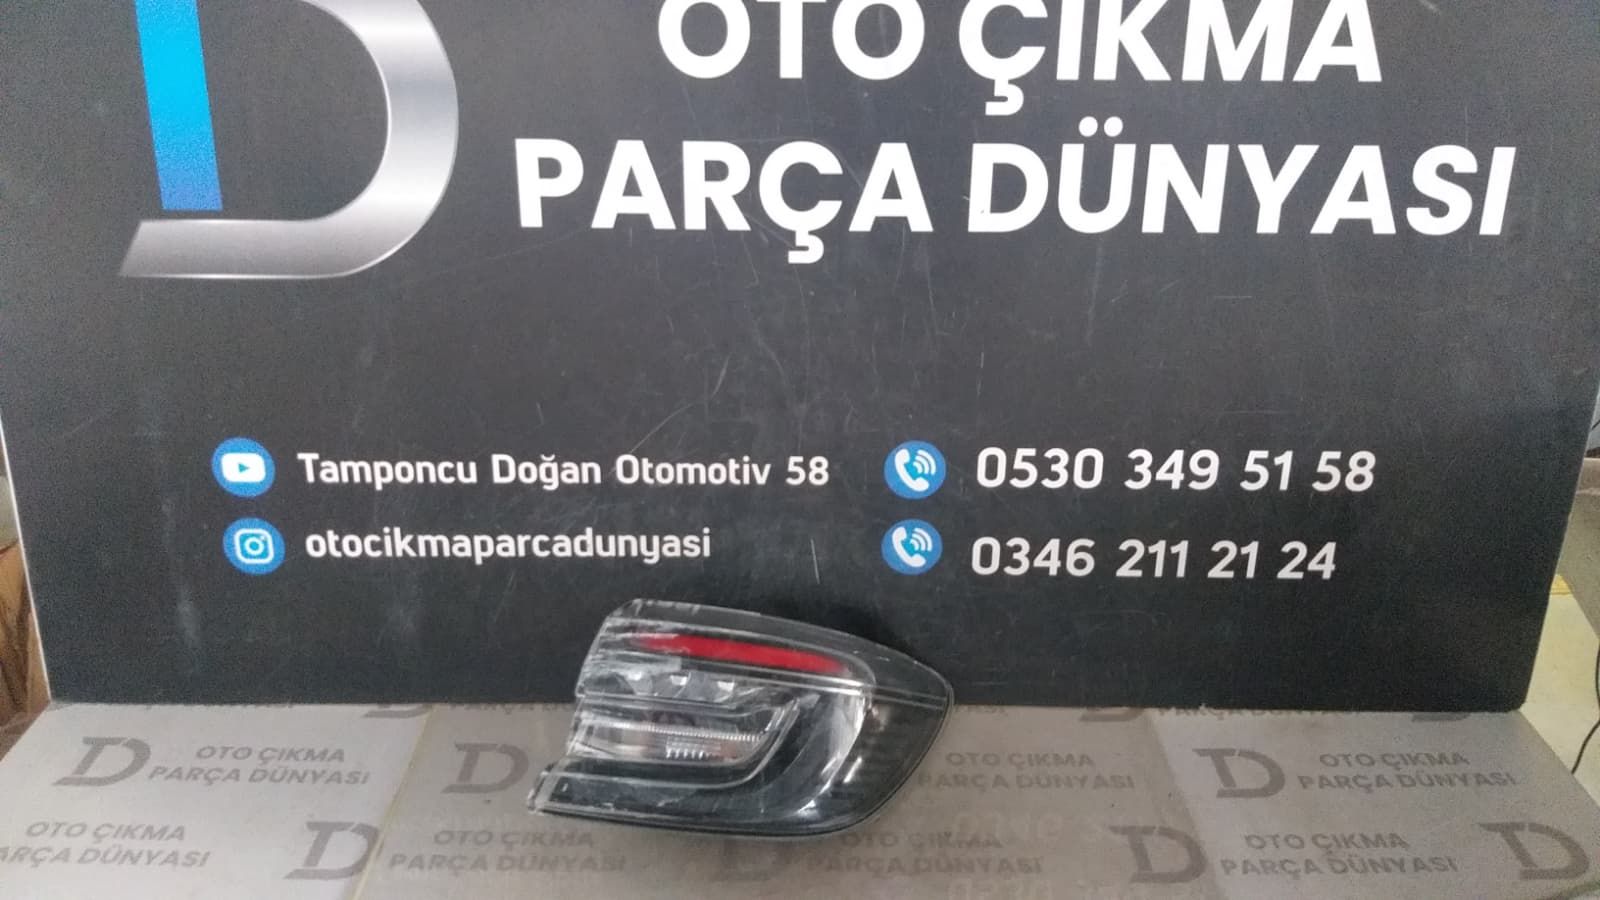 OTO ÇIKMA
PARÇA DÜNYASI
Tamponcu Doğan Otomotiv 58
0530 349 51 58
otocikmaparcadunyasi
0346 211 21 24
OTO ÇIKMA
PARÇA DÜNYASI
OTO ÇIKMA
PARÇA DÜNYASI
OTO ÇIKMA
PARÇA DÜNYASI
OTO ÇIKMA
ARÇA DÜNYASI
OTO ÇIKMA
PARÇA DÜNYASI
OTO ÇIKMA
PARÇA DÜNYASI